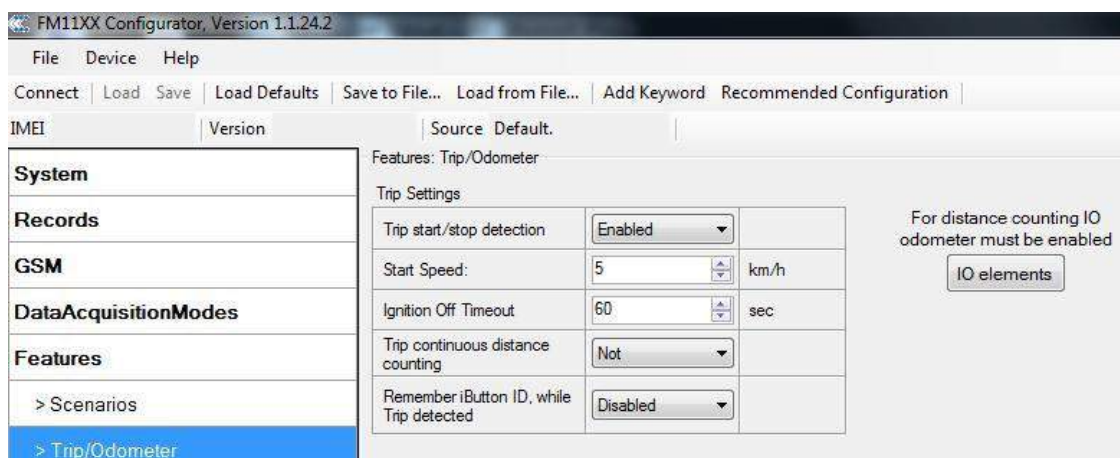 FM11XX Configurator, Version 1.1.24.2
File Device Help
Connect Load Save Load Defaults Save to File... Load from File... Add Keyword Recommended Configuration
IMEI Version Source Default.
System
Records
GSM
DataAcquisitionModes
Features
> Scenarios
> Trip/Odometer
Features: Trip/Odometer
Trip Settings
Trip start/stop detection Enabled
Start Speed: 5 km/h
Ignition Off Timeout 60 sec
Trip continuous distance
counting
Not
Remember iButton ID, while
Trip detected
Disabled
For distance counting IO
odometer must be enabled
IO elements